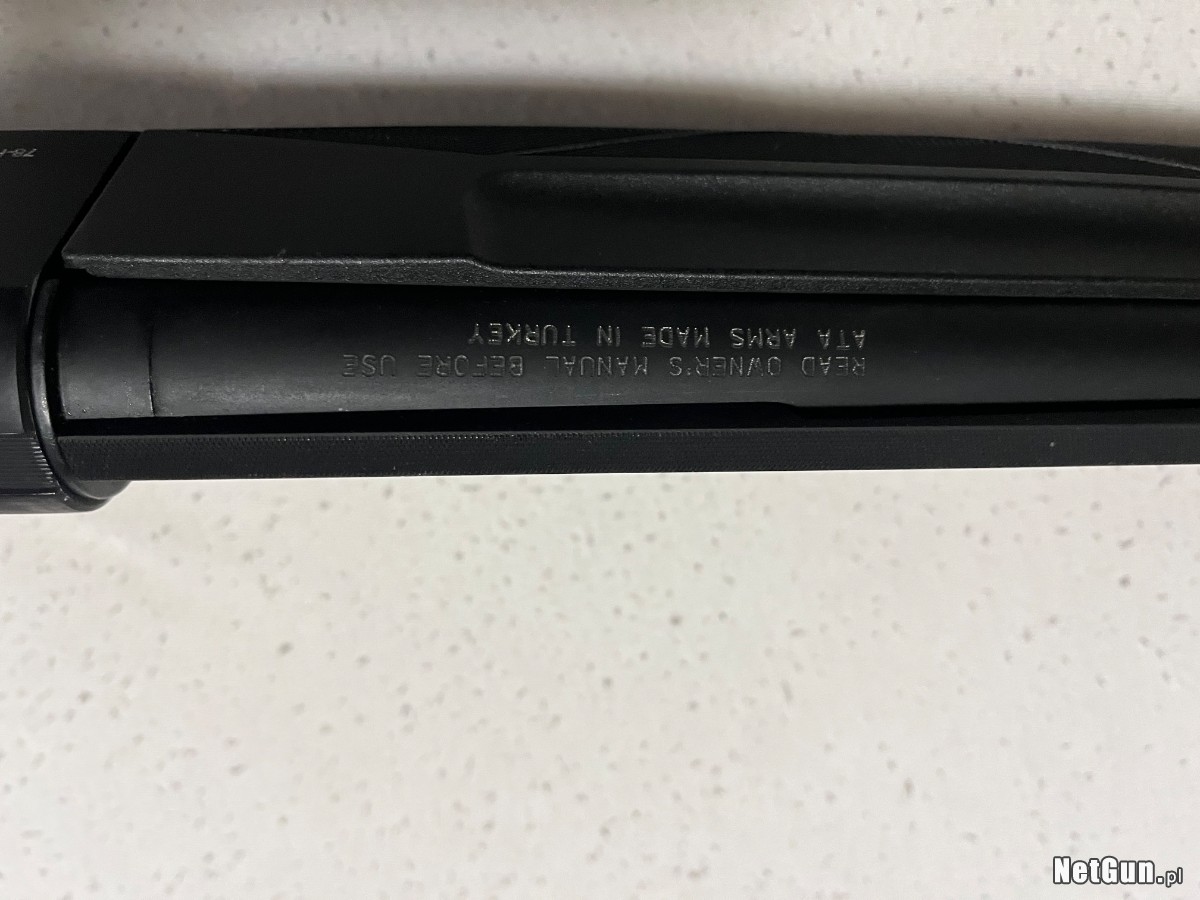 READ OWNER'S MANUAL BEFORE USE
ATA ARMS MADE IN TURKEY
NetGun.pl